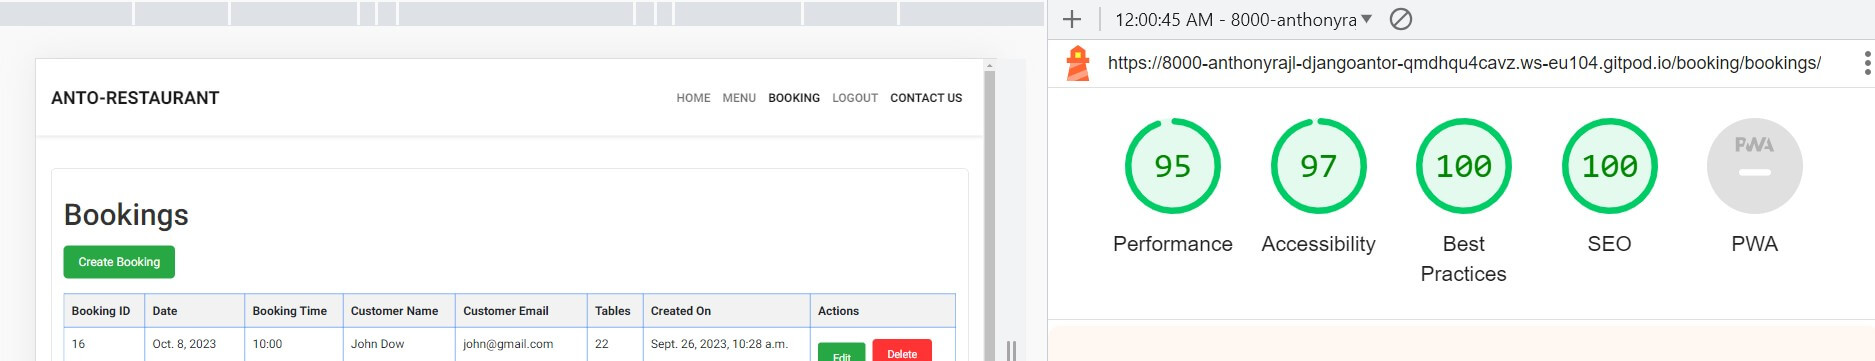 ANTO-RESTAURANT
HOME MENU BOOKING LOGOUT CONTACT US
Bookings
Create Booking
Booking ID Date Booking Time Customer Name Customer Email Tables Created On Actions
16 Oct. 8, 2023 10:00 John Dow john@gmail.com 22 Sept. 26, 2023, 10:28 a.m. Edit Delete
12:00:45 AM - 8000-anthonyra
https://8000-anthonyrajl-djangoantor-qmdhqu4cavz.ws-eu104.gitpod.io/booking/bookings/
95 97 100 100 PWA
Performance Accessibility Best Practices SEO PWA